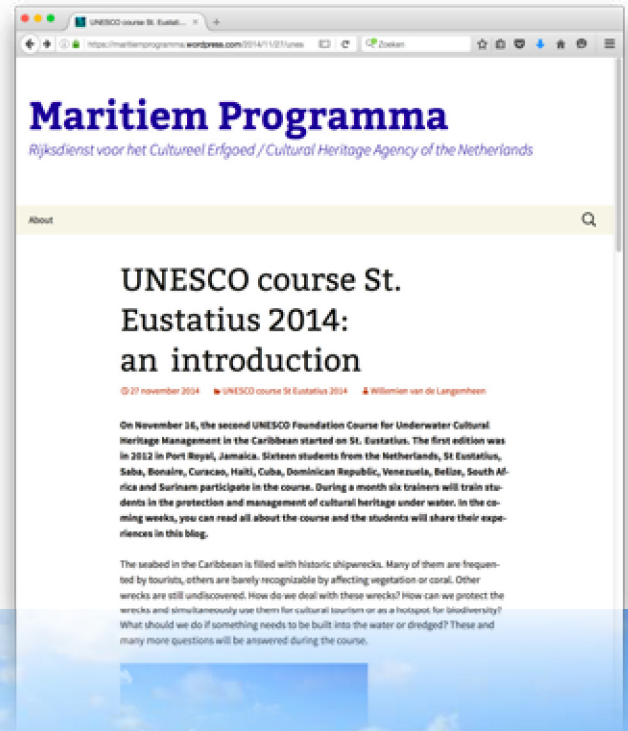 UNESCO course St. Eustati...
https://maritiemprogramma.wordpress.com/2014/11/27/unes
Zoeken
Maritiem Programma
Rijksdienst voor het Cultureel Erfgoed / Cultural Heritage Agency of the Netherlands
About
UNESCO course St.
Eustatius 2014:
an introduction
27 november 2014 UNESCO course St Eustatius 2014 Willemien van de Langemheen
On November 16, the second UNESCO Foundation Course for Underwater Cultural
Heritage Management in the Caribbean started on St. Eustatius. The first edition was
in 2012 in Port Royal, Jamaica. Sixteen students from the Netherlands, St Eustatius,
Saba, Bonaire, Curacao, Haiti, Cuba, Dominican Republic, Venezuela, Belize, South Af-
rica and Surinam participate in the course. During a month six trainers will train stu-
dents in the protection and management of cultural heritage under water. In the co-
ming weeks, you can read all about the course and the students will share their expe-
riences in this blog.
The seabed in the Caribbean is filled with historic shipwrecks. Many of them are frequen-
ted by tourists, others are barely recognizable by affecting vegetation or coral. Other
wrecks are still undiscovered. How do we deal with these wrecks? How can we protect the
wrecks and simultaneously use them for cultural tourism or as a hotspot for biodiversity?
What should we do if something needs to be built into the water or dredged? These and
many more questions will be answered during the course.